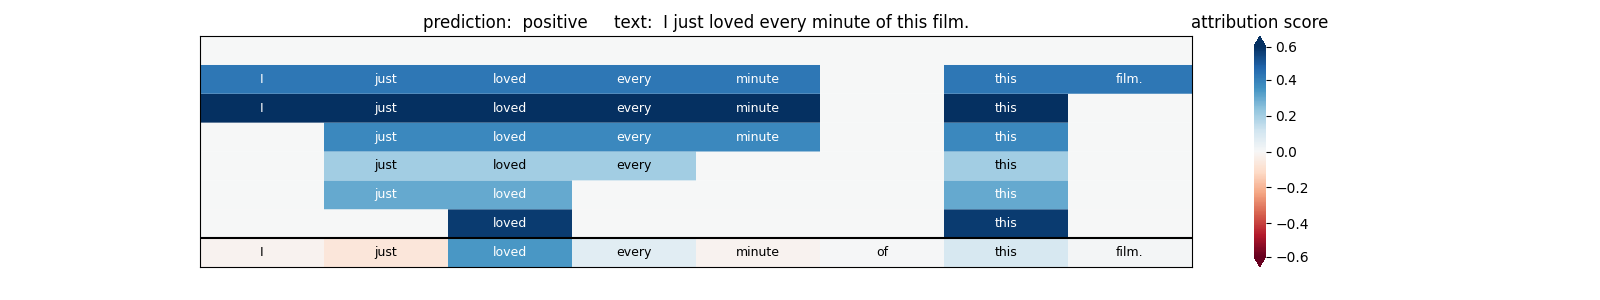 prediction:  positive     text:  I just loved every minute of this film.
attribution score
I just loved every minute this film.
I just loved every minute this
just loved every minute this
just loved every this
just loved this
loved this
I just loved every minute of this film.
0.6
0.4
0.2
0.0
−0.2
−0.4
−0.6